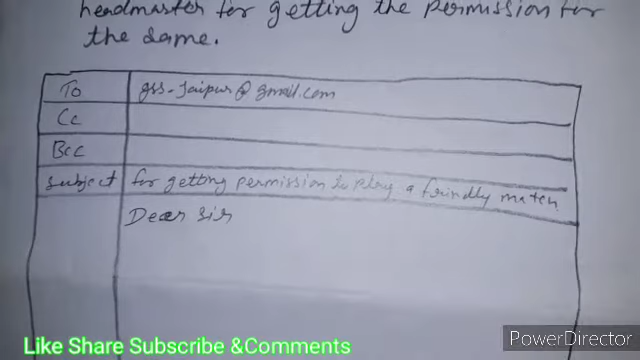 headmaster for getting the permission for
the same.
To gss-Jaipur@gmail.com
Cc
Bcc
Subject for getting permission to play a frindly match
Dear sir
Like Share Subscribe &Comments
PowerDirector